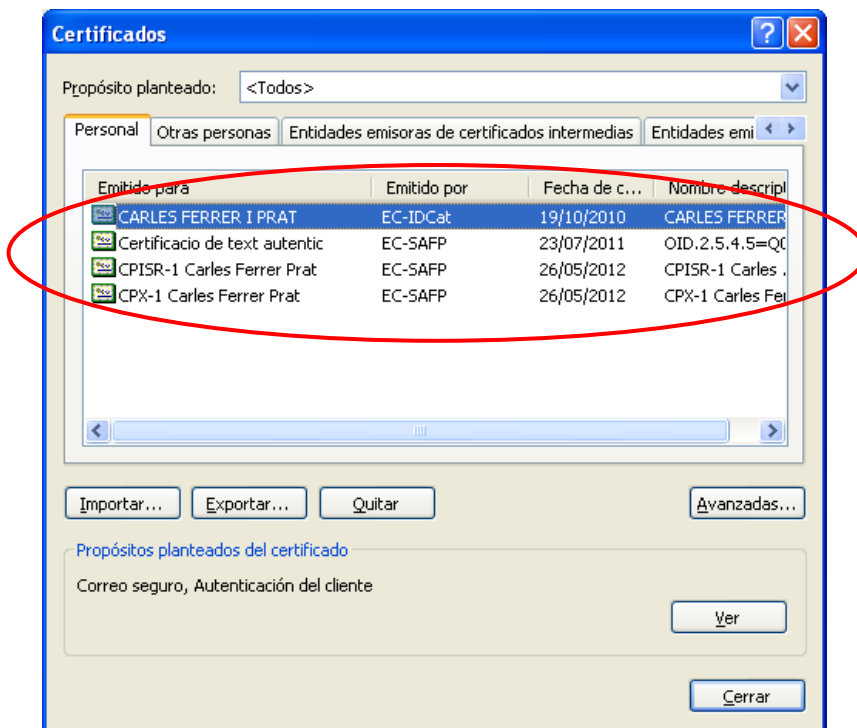 Certificados
Propósito planteado: <Todos>
Personal Otras personas Entidades emisoras de certificados intermedias Entidades emi
Emitido para Emitido por Fecha de c... Nombre descript
CARLES FERRER I PRAT EC-IDCat 19/10/2010 CARLES FERRER
Certificacio de text autentic EC-SAFP 23/07/2011 OID.2.5.4.5=Q0
CPISR-1 Carles Ferrer Prat EC-SAFP 26/05/2012 CPISR-1 Carles .
CPX-1 Carles Ferrer Prat EC-SAFP 26/05/2012 CPX-1 Carles Fer
Importar... Exportar... Quitar Avanzadas...
Propósitos planteados del certificado
Correo seguro, Autenticación del cliente
Ver
Cerrar